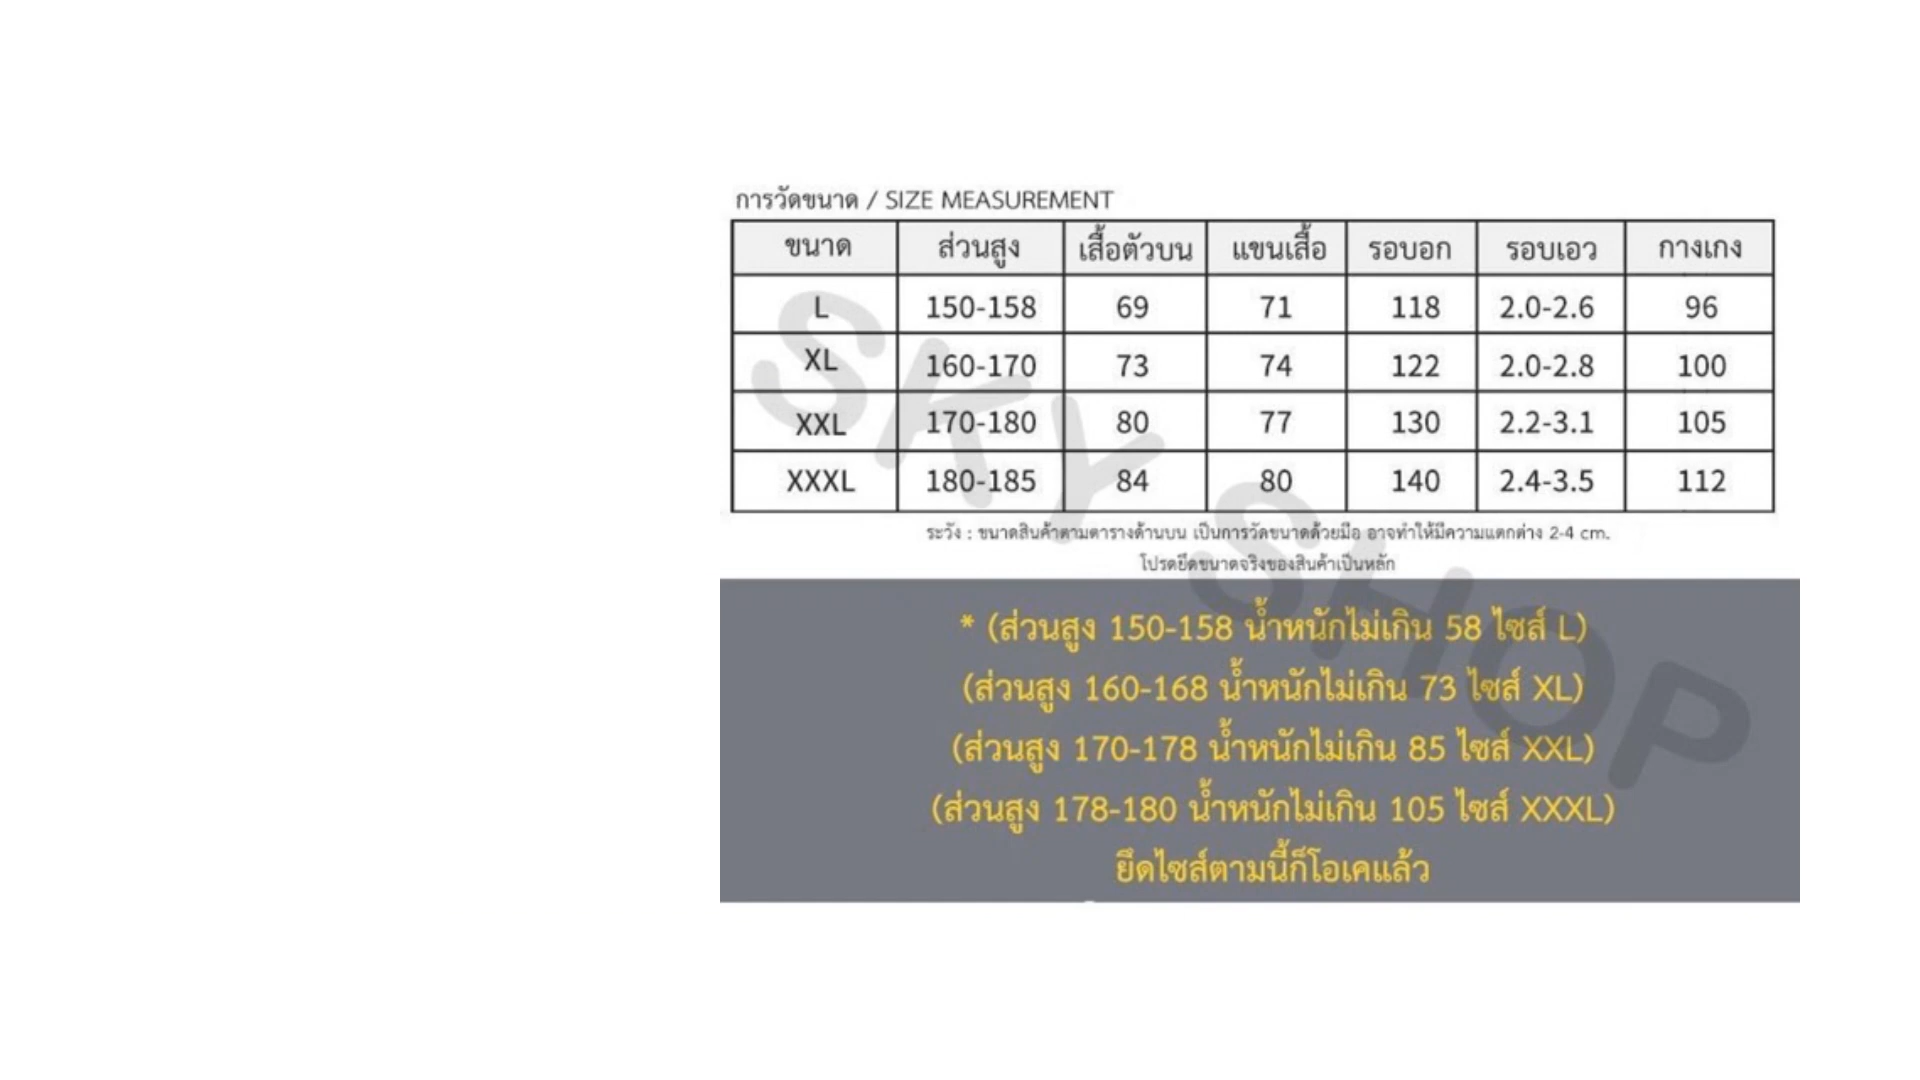 การวัดขนาด / SIZE MEASUREMENT
ขนาด ส่วนสูง เสื้อตัวบน แขนเสื้อ รอบอก รอบเอว กางเกง
L 150-158 69 71 118 2.0-2.6 96
XL 160-170 73 74 122 2.0-2.8 100
XXL 170-180 80 77 130 2.2-3.1 105
XXXL 180-185 84 80 140 2.4-3.5 112
ระวัง : ขนาดสินค้าตามตารางด้านบน เป็นการวัดขนาดด้วยมือ อาจทำให้มีความแตกต่าง 2-4 cm.
โปรดยึดขนาดจริงของสินค้าเป็นหลัก
* (ส่วนสูง 150-158 น้ำหนักไม่เกิน 58 ไซส์ L)
(ส่วนสูง 160-168 น้ำหนักไม่เกิน 73 ไซส์ XL)
(ส่วนสูง 170-178 น้ำหนักไม่เกิน 85 ไซส์ XXL)
(ส่วนสูง 178-180 น้ำหนักไม่เกิน 105 ไซส์ XXXL)
ยึดไซส์ตามนี้ก็โอเคแล้ว
SKY SHOP